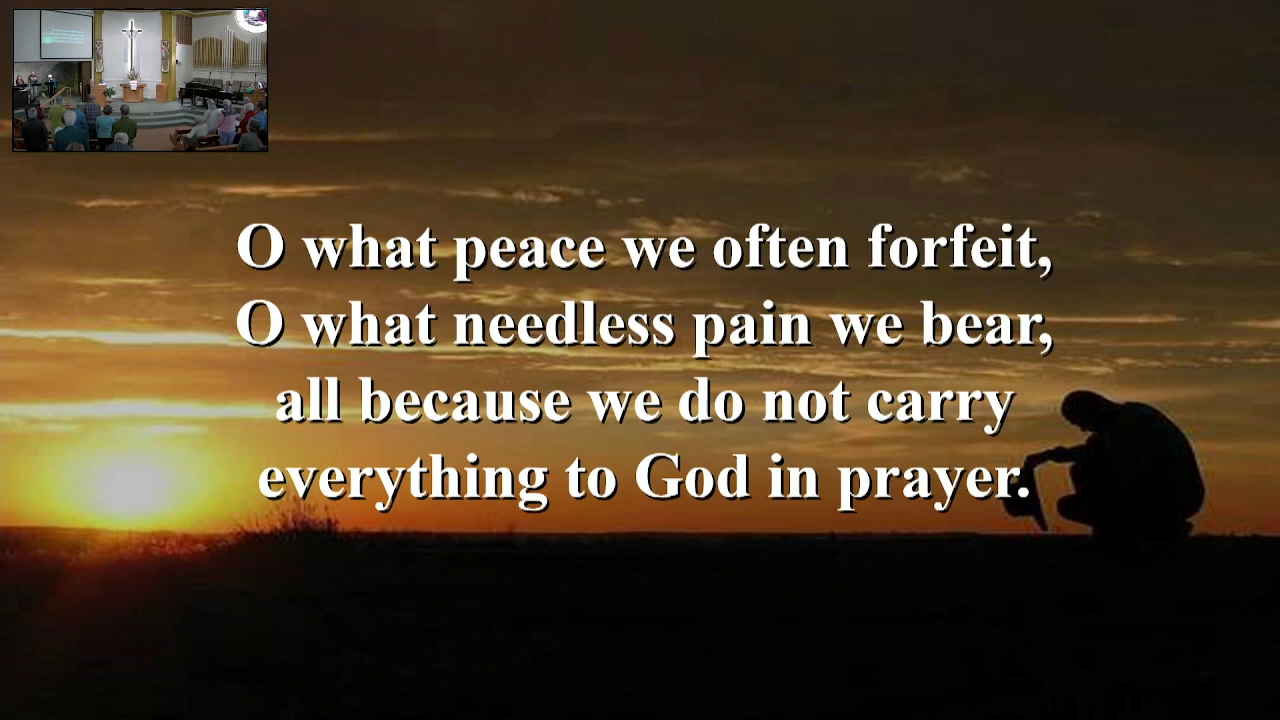 O what peace we often forfeit,
O what needless pain we bear,
all because we do not carry
everything to God in prayer.